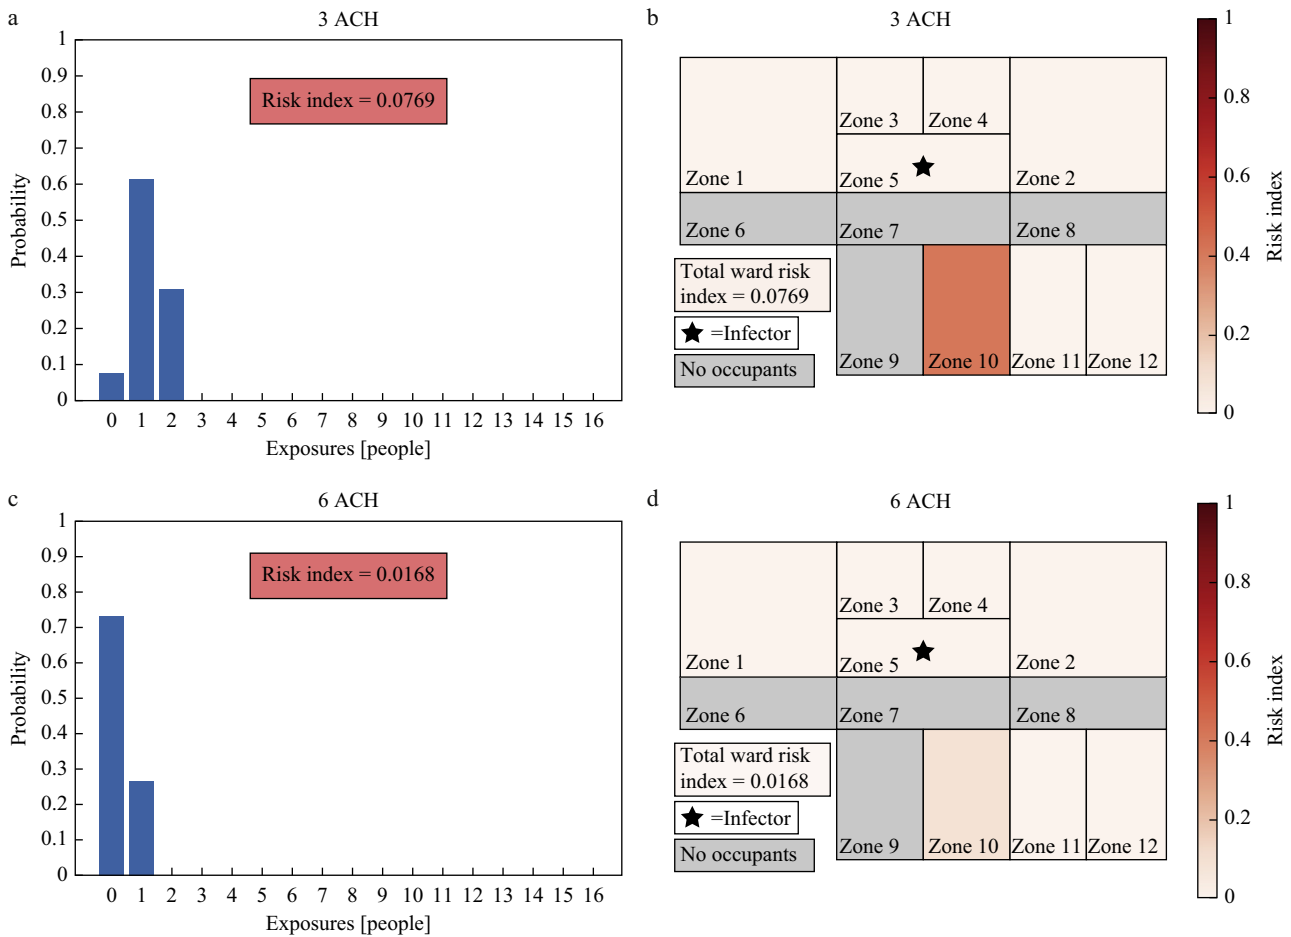 a
3 ACH
1
0.9
0.8
0.7
0.6
0.5
0.4
0.3
0.2
0.1
0
Probability
Risk index = 0.0769
0 1 2 3 4 5 6 7 8 9 10 11 12 13 14 15 16
Exposures [people]
b
3 ACH
Zone 3 Zone 4
Zone 1 Zone 5 Zone 2
Zone 6 Zone 7 Zone 8
Total ward risk
index = 0.0769
=Infector
No occupants
Zone 9 Zone 10 Zone 11 Zone 12
1
0.8
0.6
0.4
0.2
0
Risk index
c
6 ACH
1
0.9
0.8
0.7
0.6
0.5
0.4
0.3
0.2
0.1
0
Probability
Risk index = 0.0168
0 1 2 3 4 5 6 7 8 9 10 11 12 13 14 15 16
Exposures [people]
d
6 ACH
Zone 3 Zone 4
Zone 1 Zone 5 Zone 2
Zone 6 Zone 7 Zone 8
Total ward risk
index = 0.0168
=Infector
No occupants
Zone 9 Zone 10 Zone 11 Zone 12
1
0.8
0.6
0.4
0.2
0
Risk index